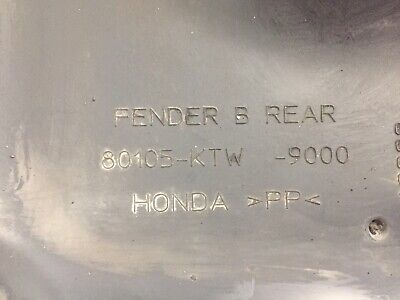 FENDER B REAR
80105-KTW -9000
HONDA >PP<